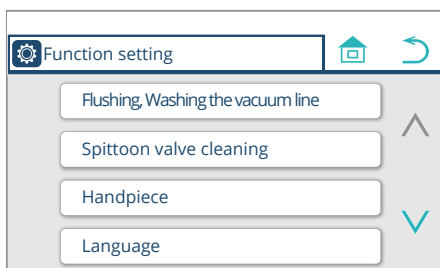 Function setting
Flushing, Washing the vacuum line
Spittoon valve cleaning
Handpiece
Language